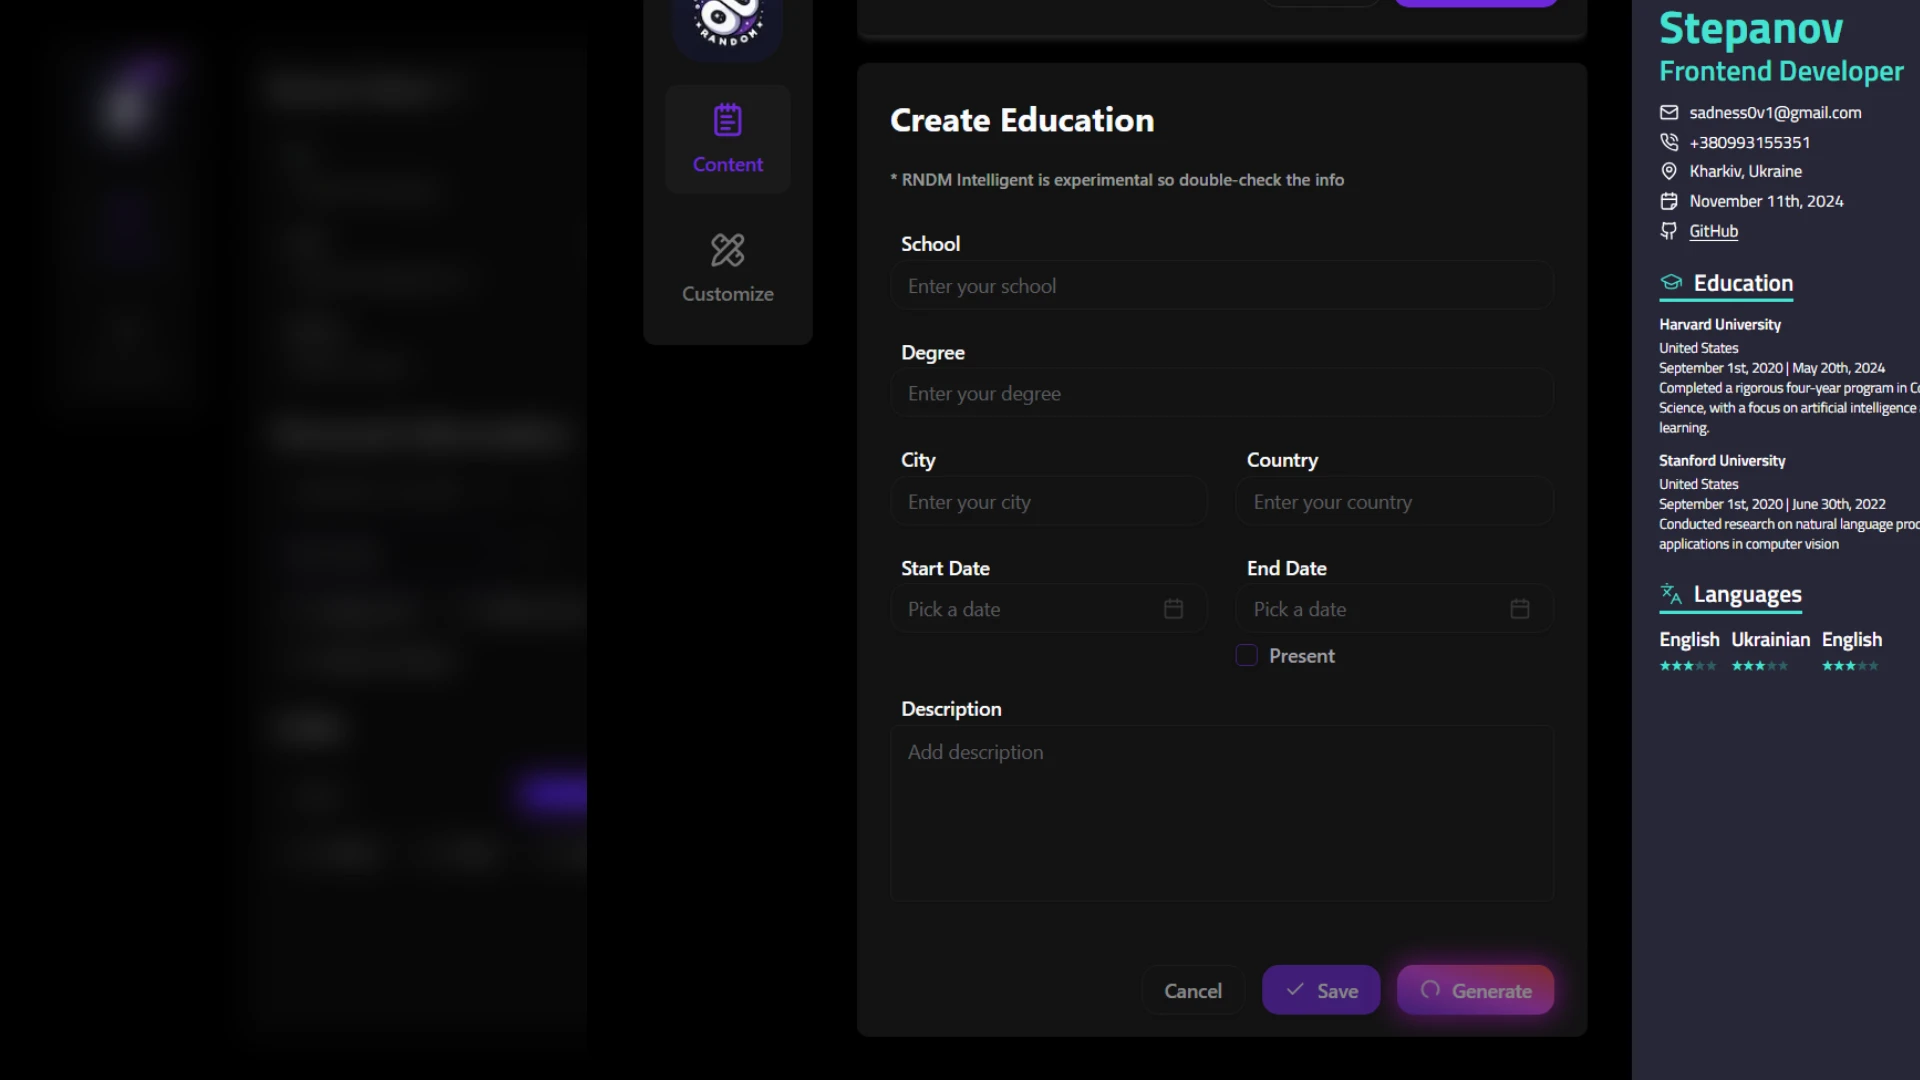 RANDOM
Content
Customize
Create Education
* RNDM Intelligent is experimental so double-check the info
School
Enter your school
Degree
Enter your degree
City
Country
Enter your city
Enter your country
Start Date
End Date
Pick a date
Pick a date
Present
Description
Add description
Cancel
Save
Generate
Stepanov
Frontend Developer
sadness0v1@gmail.com
+380993155351
Kharkiv, Ukraine
November 11th, 2024
GitHub
Education
Harvard University
United States
September 1st, 2020 | May 20th, 2024
Completed a rigorous four-year program in
Science, with a focus on artificial intelligence
learning.
Stanford University
United States
September 1st, 2020 | June 30th, 2022
Conducted research on natural language
applications in computer vision
Languages
English Ukrainian English